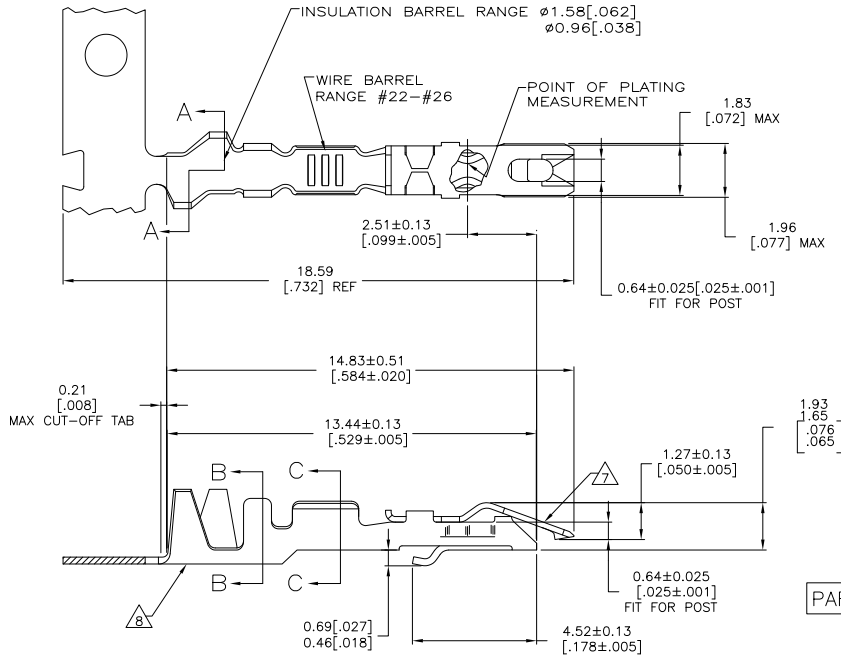 INSULATION BARREL RANGE ø1.58[.062]
ø0.96[.038]
WIRE BARREL
RANGE #22-#26
POINT OF PLATING
MEASUREMENT
A
A
1.83
[.072] MAX
2.51±0.13
[.099±.005]
1.96
[.077] MAX
18.59
[.732] REF
0.64±0.025[.025±.001]
FIT FOR POST
14.83±0.51
[.584±.020]
0.21
[.008]
MAX CUT-OFF TAB
13.44±0.13
[.529±.005]
1.93
1.65
.076
.065
1.27±0.13
[.050±.005]
B
C
7
B
C
8
0.64±0.025
[.025±.001]
FIT FOR POST
0.69[.027]
0.46[.018]
4.52±0.13
[.178±.005]